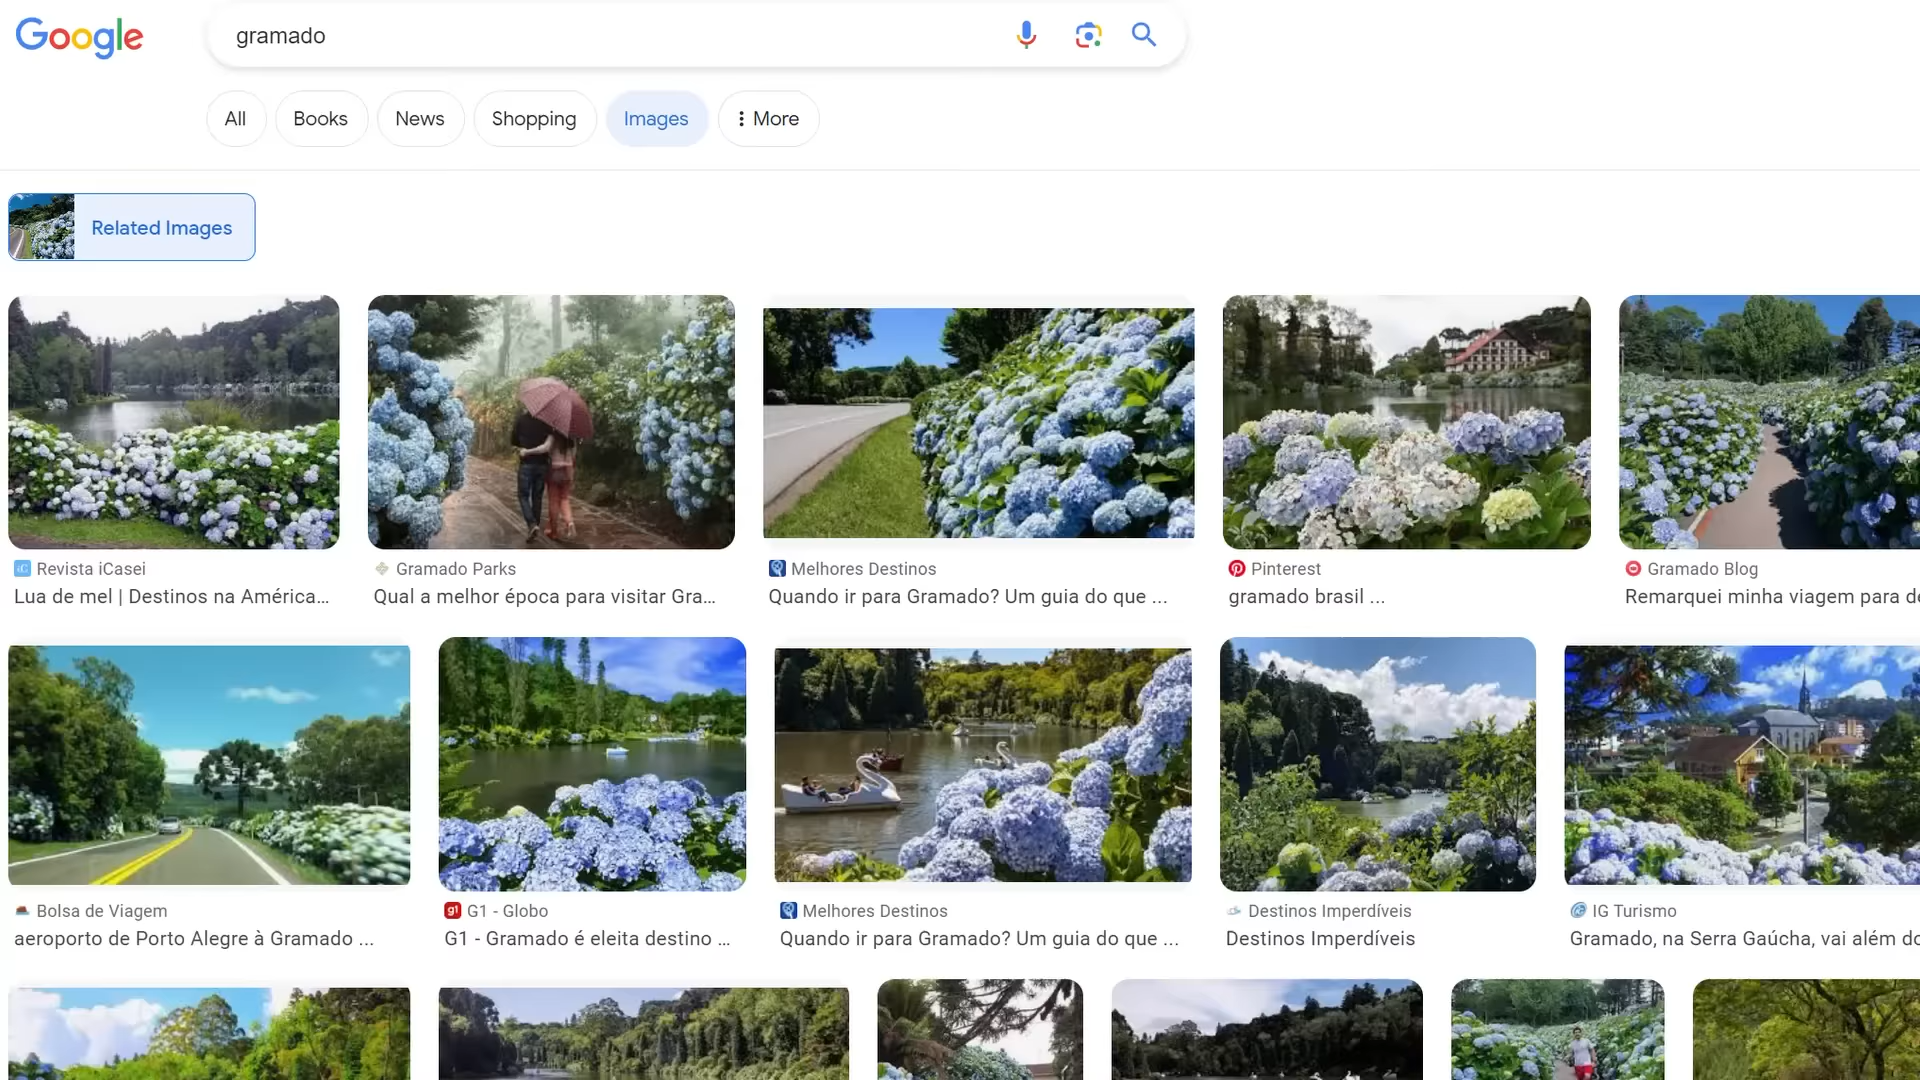 Google
gramado
All
Books
News
Shopping
Images
More
Related Images
Revista iCasei
Lua de mel | Destinos na América...
Gramado Parks
Qual a melhor época para visitar Gra...
Melhores Destinos
Quando ir para Gramado? Um guia do que ...
Pinterest
gramado brasil ...
Gramado Blog
Remarquei minha viagem para
Bolsa de Viagem
aeroporto de Porto Alegre à Gramado ...
G1 - Globo
G1 - Gramado é eleita destino ...
Melhores Destinos
Quando ir para Gramado? Um guia do que ...
Destinos Imperdíveis
Destinos Imperdíveis
IG Turismo
Gramado, na Serra Gaúcha, vai além